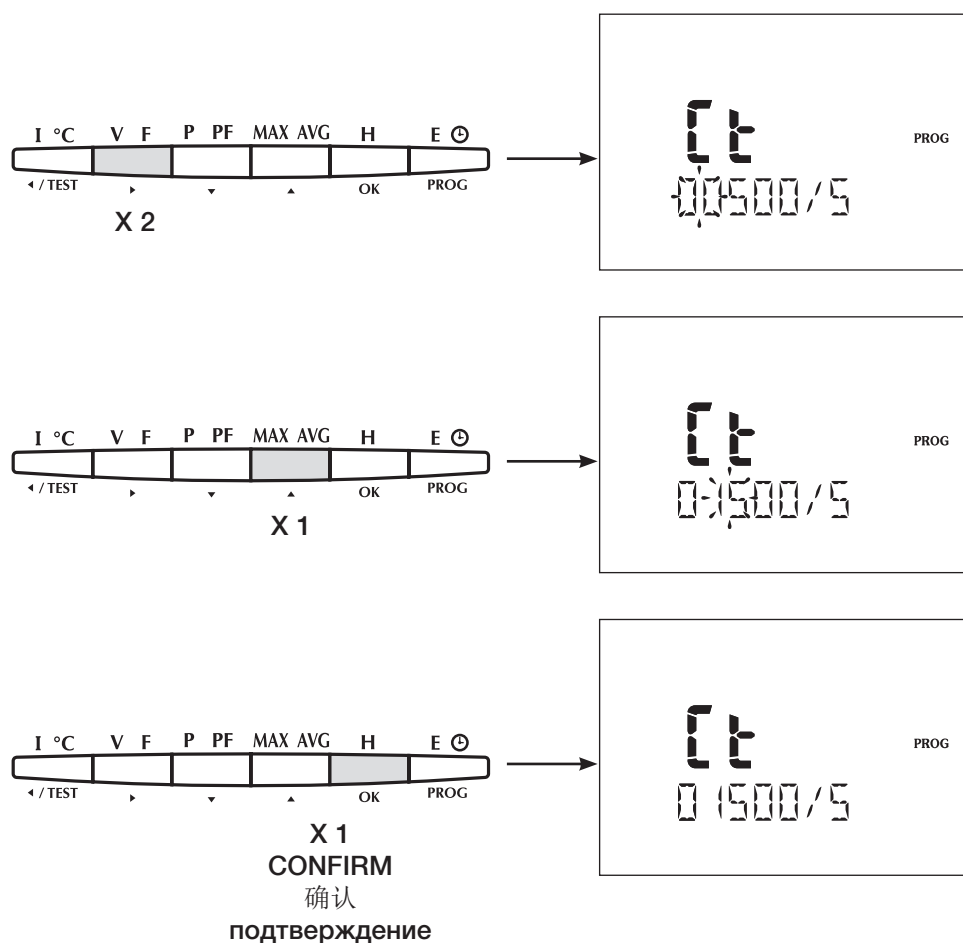 I °C V F P PF MAX AVG H E
/ TEST OK PROG
X 2
Ct PROG
00500/5
I °C V F P PF MAX AVG H E
/ TEST OK PROG
X 1
Ct PROG
01500/5
I °C V F P PF MAX AVG H E
/ TEST OK PROG
X 1
CONFIRM
确认
подтверждение
Ct PROG
01500/5